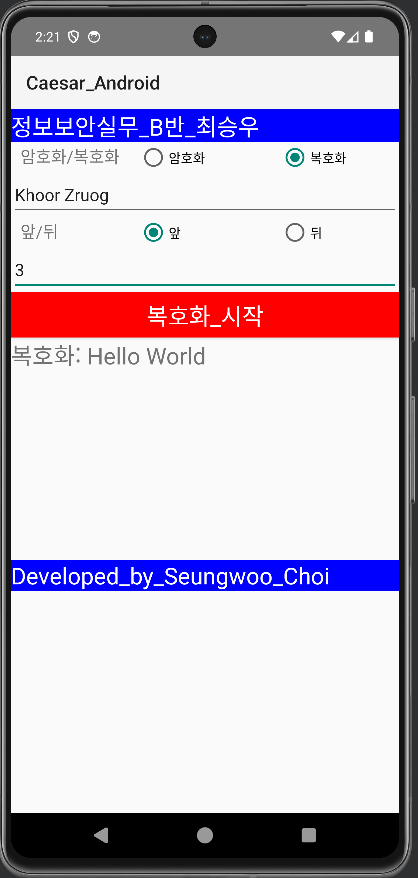 2:21
Caesar_Android
정보보안실무_B반_최승우
암호화/복호화 암호화 복호화
Khoor Zruog
앞/뒤 앞 뒤
3
복호화_시작
복호화: Hello World
Developed_by_Seungwoo_Choi